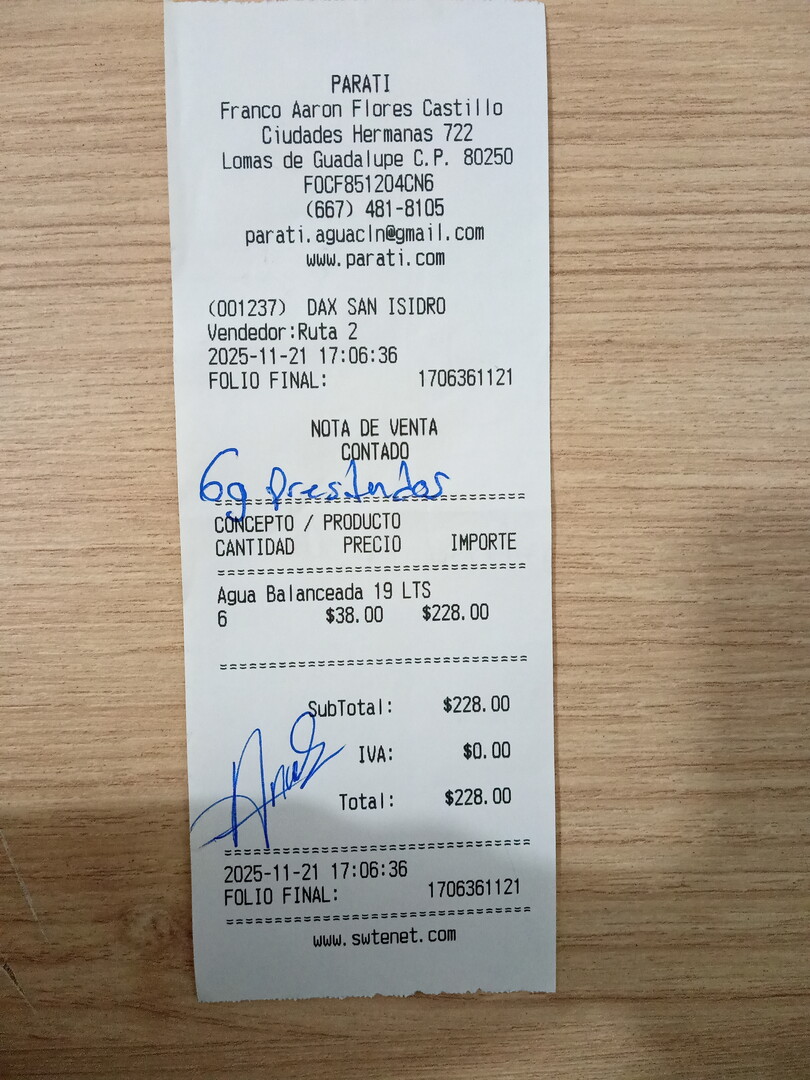 PARATI
Franco Aaron Flores Castillo
Ciudades Hermanas 722
Lomas de Guadalupe C.P. 80250
FOCF851204CN6
(667) 481-8105
parati.aguacln@gmail.com
www.parati.com
(001237) DAX SAN ISIDRO
Vendedor:Ruta 2
2025-11-21 17:06:36
FOLIO FINAL: 1706361121
NOTA DE VENTA
CONTADO
6g prestados
CONCEPTO / PRODUCTO
CANTIDAD PRECIO IMPORTE
Agua Balanceada 19 LTS
6 $38.00 $228.00
SubTotal: $228.00
IVA: $0.00
Total: $228.00
2025-11-21 17:06:36
FOLIO FINAL: 1706361121
www.swtenet.com